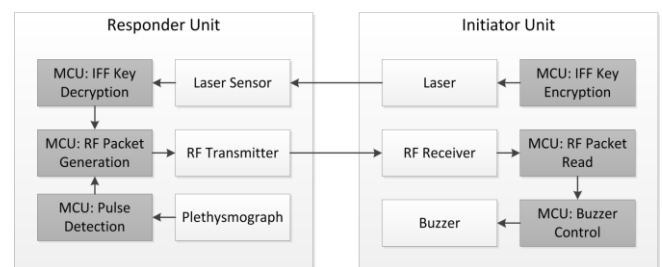 Responder Unit
MCU: IFF Key
Decryption
Laser Sensor
MCU: RF Packet
Generation
RF Transmitter
MCU: Pulse
Detection
Plethysmograph
Initiator Unit
Laser
MCU: IFF Key
Encryption
RF Receiver
MCU: RF Packet
Read
Buzzer
MCU: Buzzer
Control